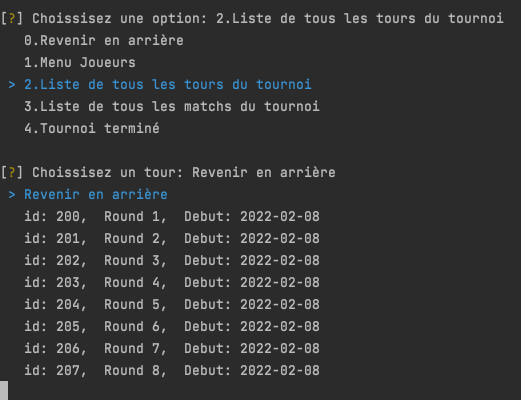 [?] Choissisez une option: 2.Liste de tous les tours du tournoi
0.Revenir en arrière
1.Menu Joueurs
> 2.Liste de tous les tours du tournoi
3.Liste de tous les matchs du tournoi
4.Tournoi terminé
[?] Choissisez un tour: Revenir en arrière
> Revenir en arrière
id: 200,  Round 1,  Debut: 2022-02-08
id: 201,  Round 2,  Debut: 2022-02-08
id: 202,  Round 3,  Debut: 2022-02-08
id: 203,  Round 4,  Debut: 2022-02-08
id: 204,  Round 5,  Debut: 2022-02-08
id: 205,  Round 6,  Debut: 2022-02-08
id: 206,  Round 7,  Debut: 2022-02-08
id: 207,  Round 8,  Debut: 2022-02-08